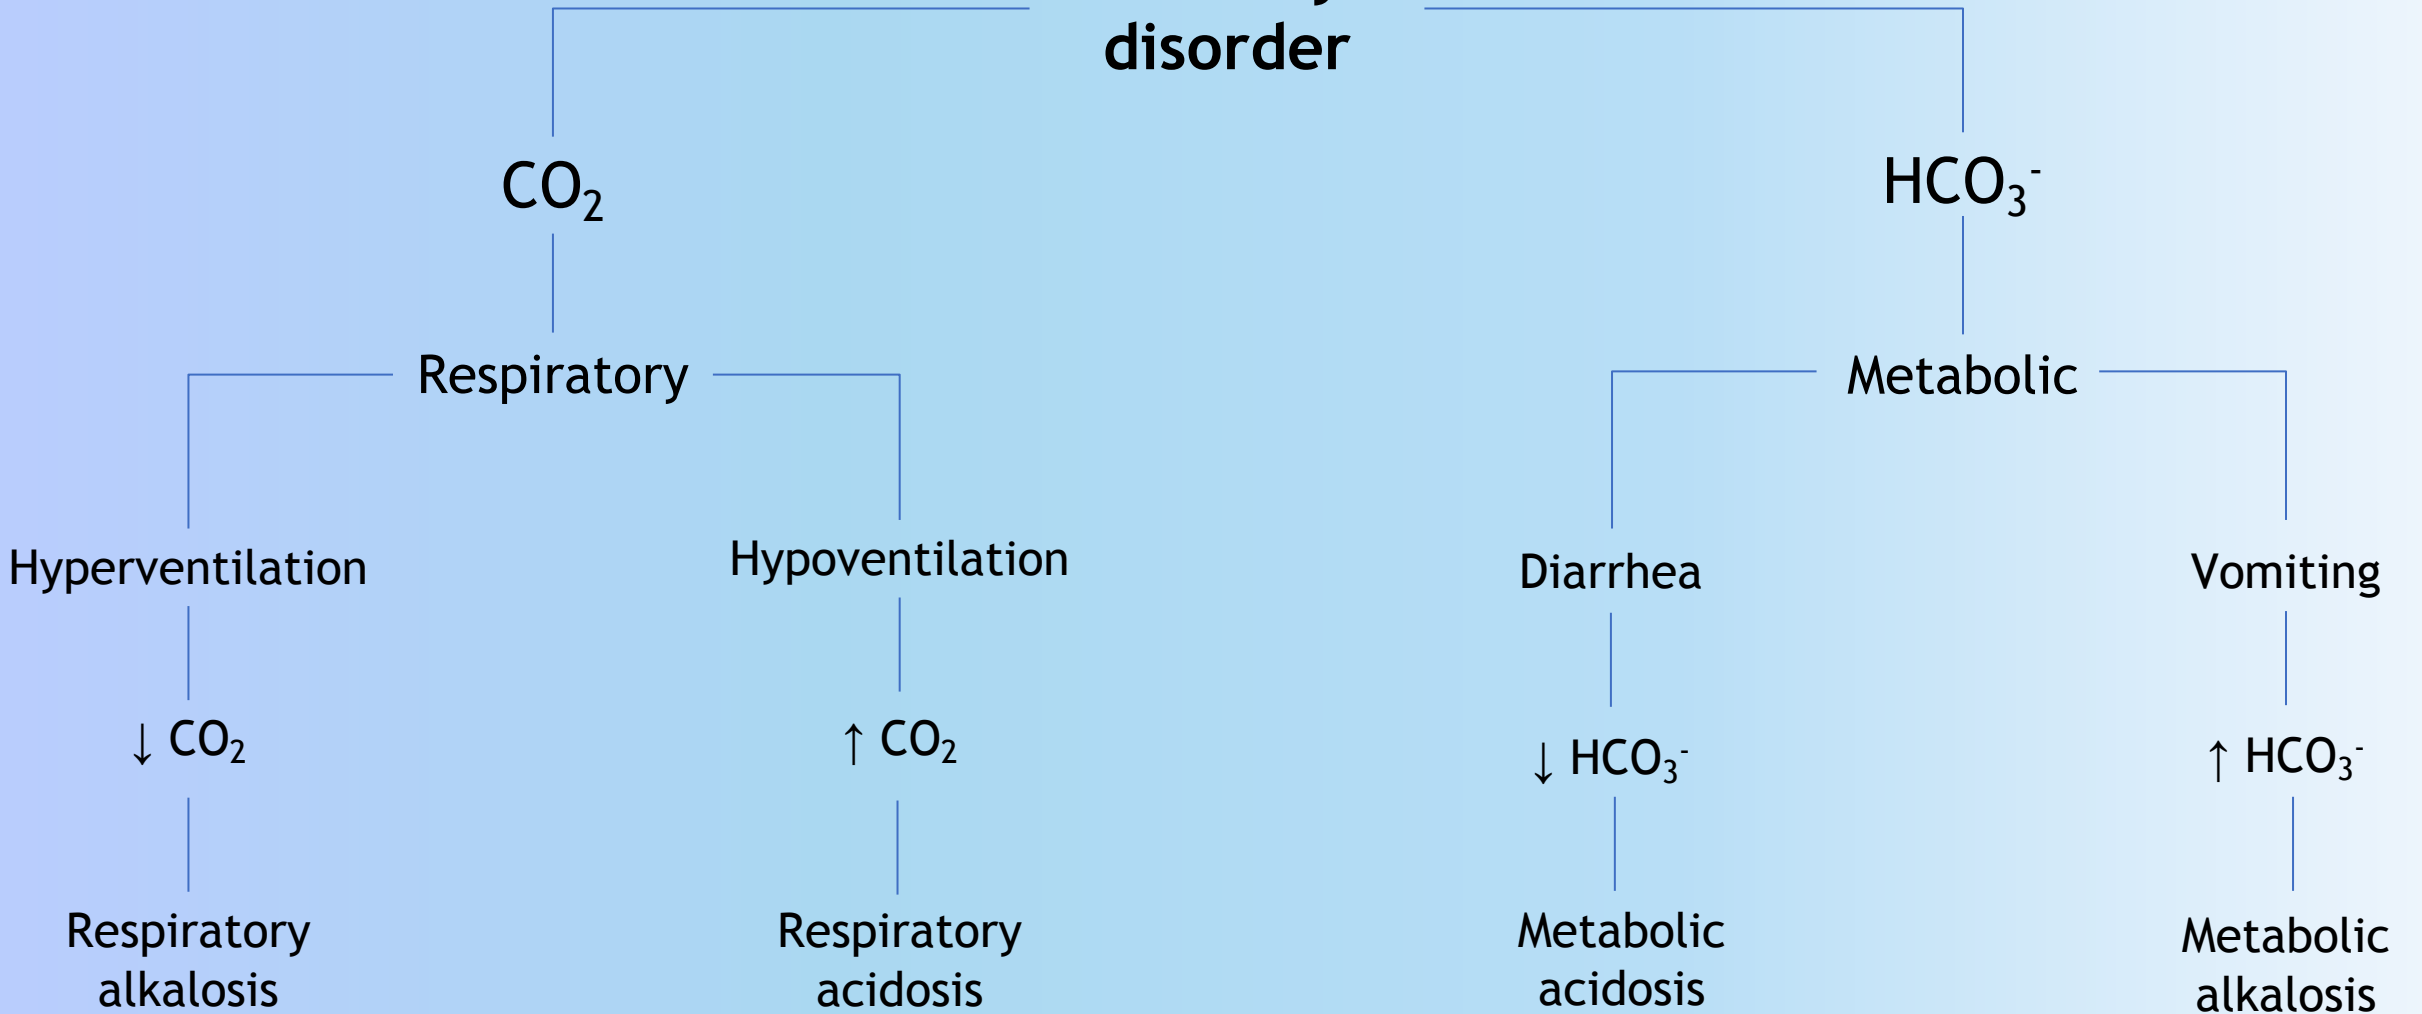 disorder
CO₂
HCO₃⁻
Respiratory
Metabolic
Hyperventilation
Hypoventilation
Diarrhea
Vomiting
↓ CO₂
↑ CO₂
↓ HCO₃⁻
↑ HCO₃⁻
Respiratory
alkalosis
Respiratory
acidosis
Metabolic
acidosis
Metabolic
alkalosis